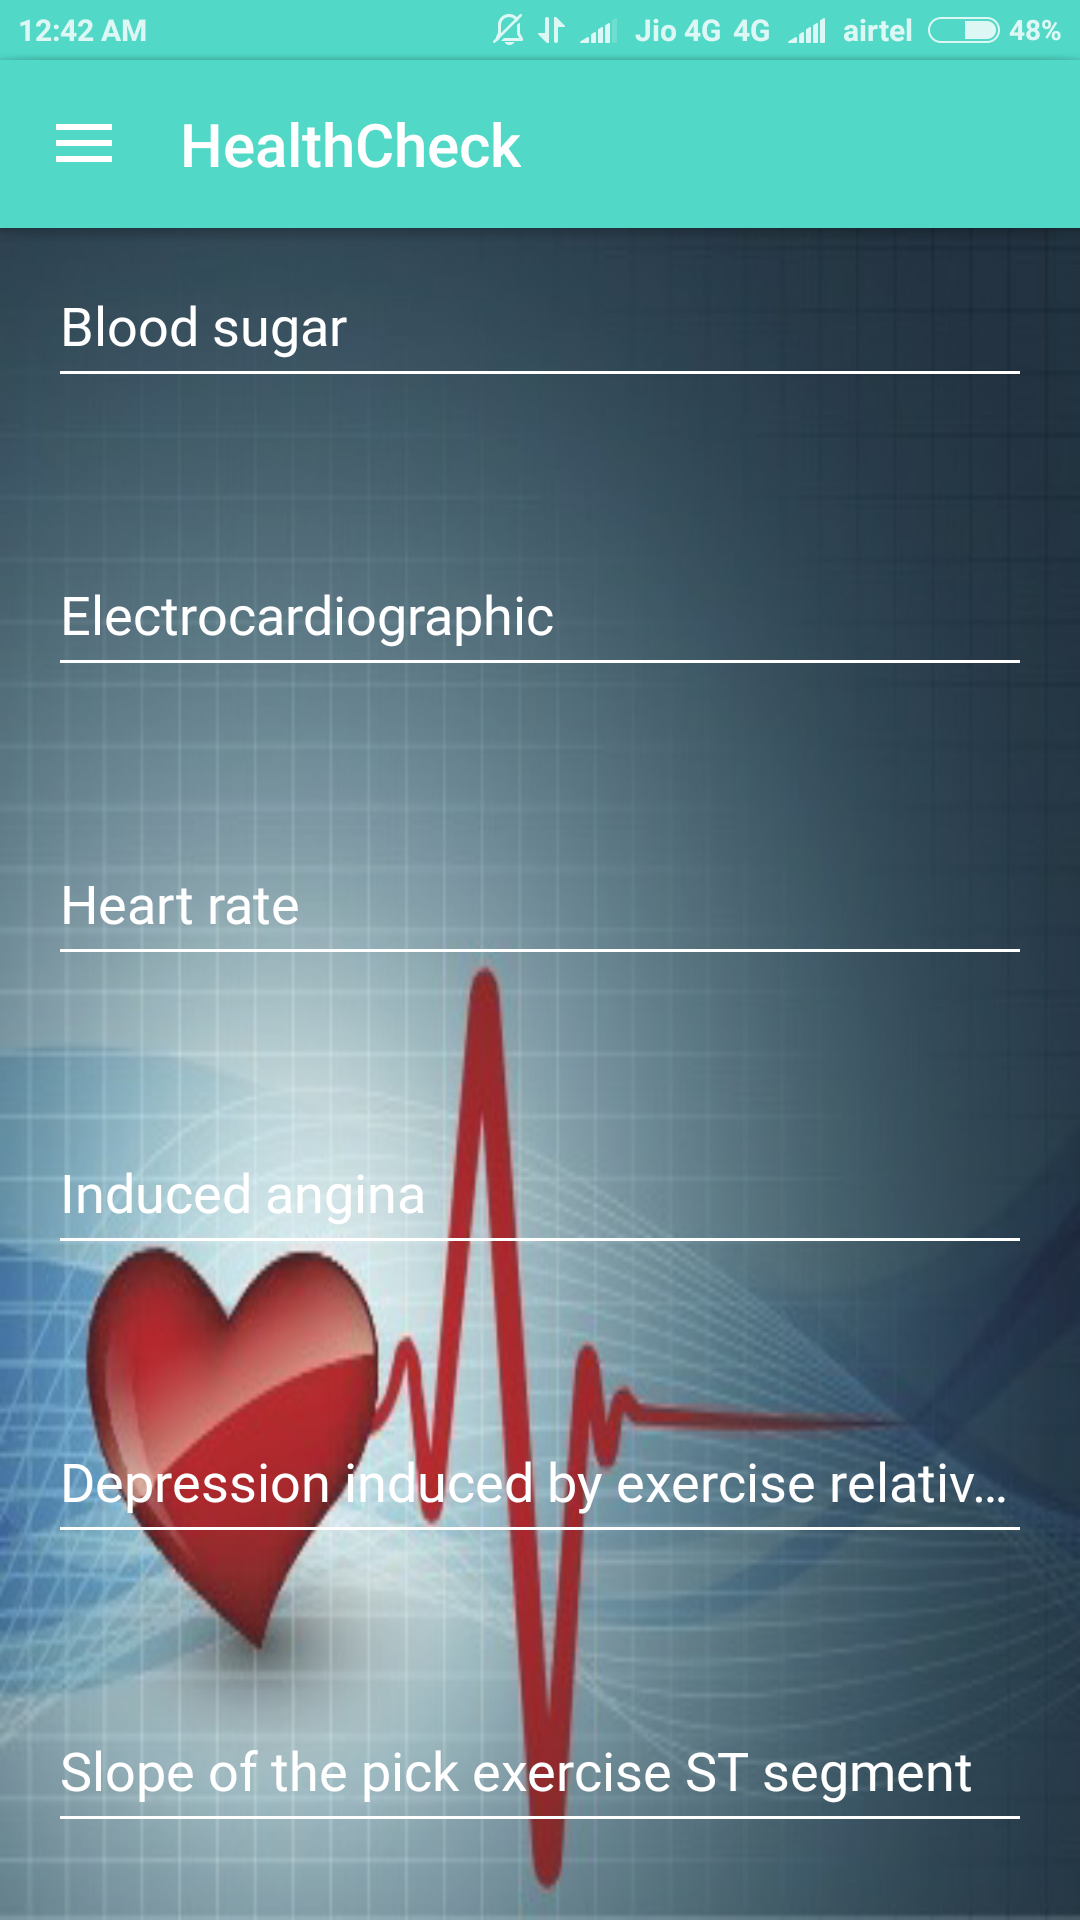 12:42 AM Jio 4G 4G airtel 48%
HealthCheck
Blood sugar
Electrocardiographic
Heart rate
Induced angina
Depression induced by exercise relativ...
Slope of the pick exercise ST segment